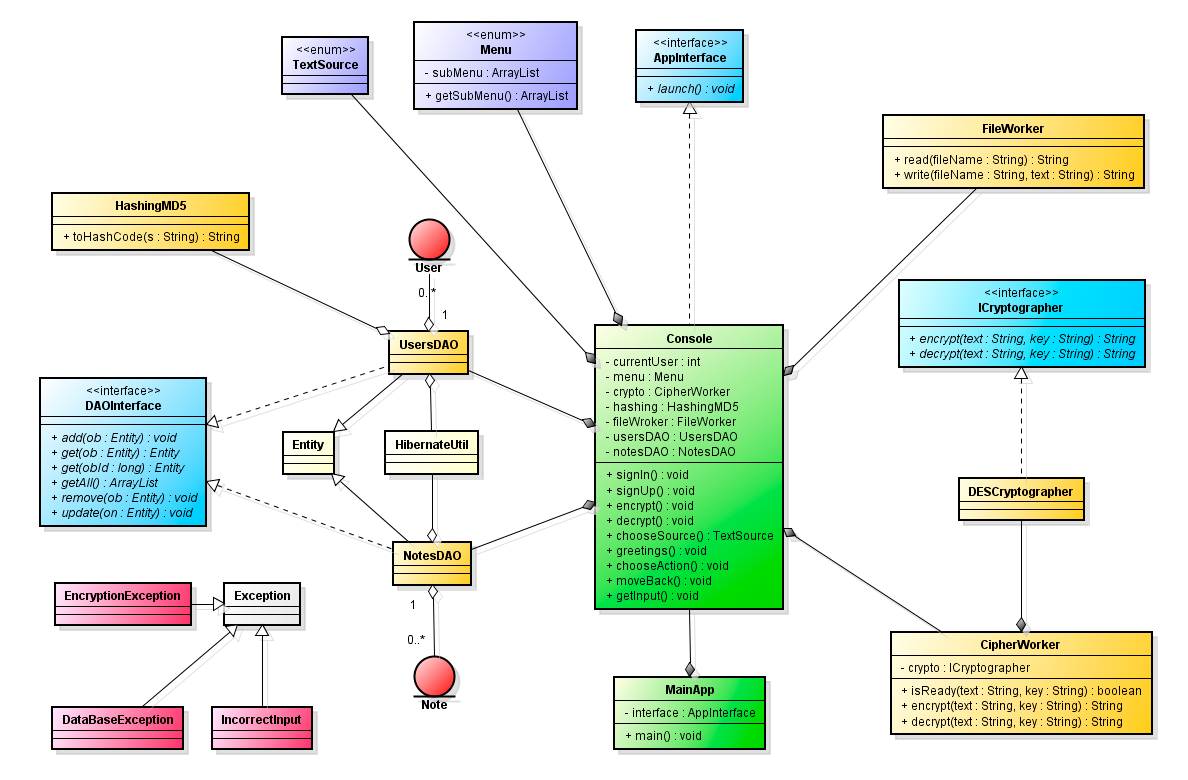 <<enum>>
TextSource
<<enum>>
Menu
- subMenu : ArrayList
+ getSubMenu() : ArrayList
<<interface>>
AppInterface
+ launch() : void
FileWorker
+ read(fileName : String) : String
+ write(fileName : String, text : String) : String
HashingMD5
+ toHashCode(s : String) : String
User
0..*
1
UsersDAO
<<interface>>
ICryptographer
+ encrypt(text : String, key : String) : String
+ decrypt(text : String, key : String) : String
<<interface>>
DAOInterface
+ add(ob : Entity) : void
+ get(ob : Entity) : Entity
+ get(obId : long) : Entity
+ getAll() : ArrayList
+ remove(ob : Entity) : void
+ update(on : Entity) : void
Entity
HibernateUtil
Console
- currentUser : int
- menu : Menu
- crypto : CipherWorker
- hashing : HashingMD5
- fileWroker : FileWorker
- usersDAO : UsersDAO
- notesDAO : NotesDAO
+ signIn() : void
+ signUp() : void
+ encrypt() : void
+ decrypt() : void
+ chooseSource() : TextSource
+ greetings() : void
+ chooseAction() : void
+ moveBack() : void
+ getInput() : void
DESCryptographer
NotesDAO
1
0..*
Note
EncryptionException
Exception
DataBaseException
IncorrectInput
MainApp
- interface : AppInterface
+ main() : void
CipherWorker
- crypto : ICryptographer
+ isReady(text : String, key : String) : boolean
+ encrypt(text : String, key : String) : String
+ decrypt(text : String, key : String) : String